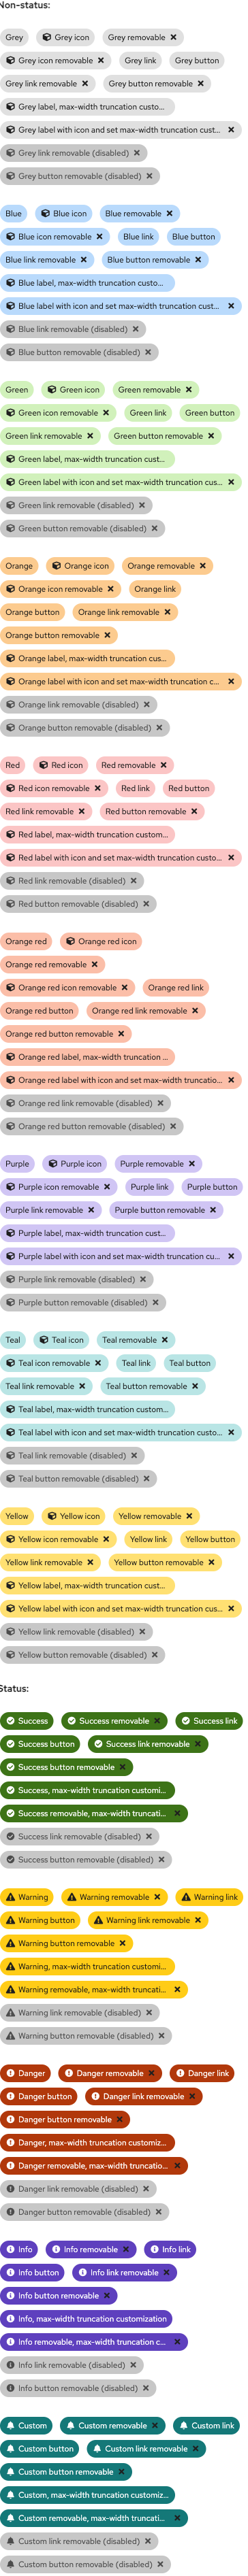 Non-status:
Grey Grey icon Grey removable
Grey icon removable Grey link Grey button
Grey link removable Grey button removable
Grey label, max-width truncation custo...
Grey label with icon and set max-width truncation cust...
Grey link removable (disabled)
Grey button removable (disabled)
Blue Blue icon Blue removable
Blue icon removable Blue link Blue button
Blue link removable Blue button removable
Blue label, max-width truncation custo...
Blue label with icon and set max-width truncation cust...
Blue link removable (disabled)
Blue button removable (disabled)
Green Green icon Green removable
Green icon removable Green link Green button
Green link removable Green button removable
Green label, max-width truncation cust...
Green label with icon and set max-width truncation cus...
Green link removable (disabled)
Green button removable (disabled)
Orange Orange icon Orange removable
Orange icon removable Orange link
Orange button Orange link removable
Orange button removable
Orange label, max-width truncation cus...
Orange label with icon and set max-width truncation c...
Orange link removable (disabled)
Orange button removable (disabled)
Red Red icon Red removable
Red icon removable Red link Red button
Red link removable Red button removable
Red label, max-width truncation custom...
Red label with icon and set max-width truncation custo...
Red link removable (disabled)
Red button removable (disabled)
Orange red Orange red icon
Orange red removable
Orange red icon removable Orange red link
Orange red button Orange red link removable
Orange red button removable
Orange red label, max-width truncation ...
Orange red label with icon and set max-width truncatio...
Orange red link removable (disabled)
Orange red button removable (disabled)
Purple Purple icon Purple removable
Purple icon removable Purple link Purple button
Purple link removable Purple button removable
Purple label, max-width truncation cust...
Purple label with icon and set max-width truncation cu...
Purple link removable (disabled)
Purple button removable (disabled)
Teal Teal icon Teal removable
Teal icon removable Teal link Teal button
Teal link removable Teal button removable
Teal label, max-width truncation custom...
Teal label with icon and set max-width truncation custo...
Teal link removable (disabled)
Teal button removable (disabled)
Yellow Yellow icon Yellow removable
Yellow icon removable Yellow link Yellow button
Yellow link removable Yellow button removable
Yellow label, max-width truncation cust...
Yellow label with icon and set max-width truncation cus...
Yellow link removable (disabled)
Yellow button removable (disabled)
Status:
Success Success removable Success link
Success button Success link removable
Success button removable
Success, max-width truncation customi...
Success removable, max-width truncati...
Success link removable (disabled)
Success button removable (disabled)
Warning Warning removable Warning link
Warning button Warning link removable
Warning button removable
Warning, max-width truncation customi...
Warning removable, max-width truncati...
Warning link removable (disabled)
Warning button removable (disabled)
Danger Danger removable Danger link
Danger button Danger link removable
Danger button removable
Danger, max-width truncation customiz...
Danger removable, max-width truncatio...
Danger link removable (disabled)
Danger button removable (disabled)
Info Info removable Info link
Info button Info link removable
Info button removable
Info, max-width truncation customization
Info removable, max-width truncation c...
Info link removable (disabled)
Info button removable (disabled)
Custom Custom removable Custom link
Custom button Custom link removable
Custom button removable
Custom, max-width truncation customiz...
Custom removable, max-width truncati...
Custom link removable (disabled)
Custom button removable (disabled)